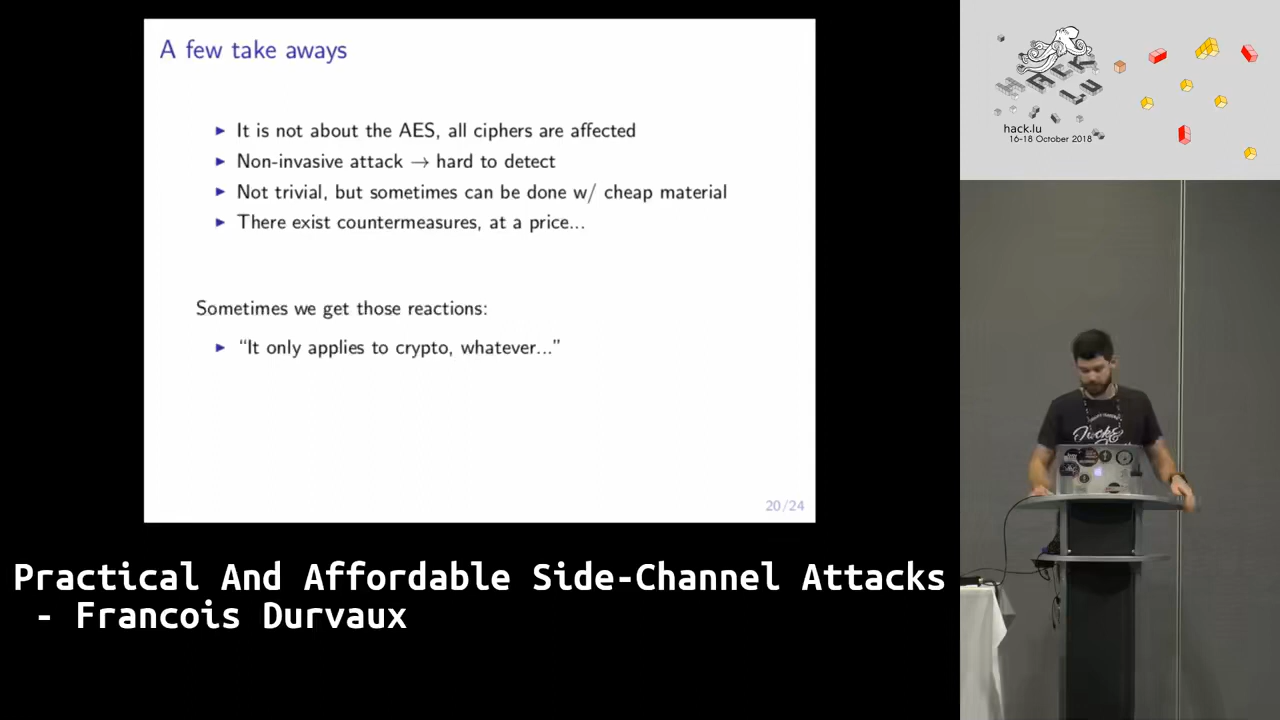 A few take aways
It is not about the AES, all ciphers are affected
Non-invasive attack → hard to detect
Not trivial, but sometimes can be done w/ cheap material
There exist countermeasures, at a price...
Sometimes we get those reactions:
“It only applies to crypto, whatever...”
20/24
Practical And Affordable Side-Channel Attacks
- Francois Durvaux
HACK
LU
hack.lu
16-18 October 2018